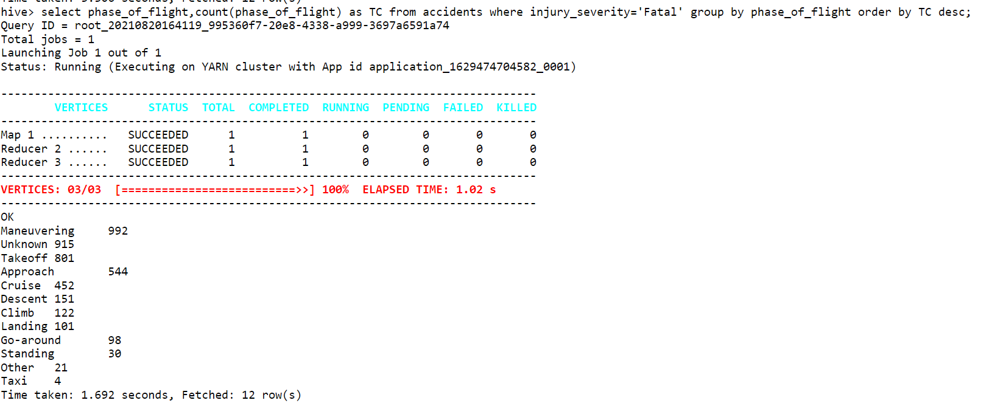 Time taken: 5.566 seconds, Fetched: 12 row(s)
hive> select phase_of_flight,count(phase_of_flight) as TC from accidents where injury_severity='Fatal' group by phase_of_flight order by TC desc;
Query ID = root_20210820164119_995360f7-20e8-4338-a999-3697a6591a74
Total jobs = 1
Launching Job 1 out of 1
Status: Running (Executing on YARN cluster with App id application_1629474704582_0001)
--------------------------------------------------------------------------------
        VERTICES      STATUS  TOTAL  COMPLETED  RUNNING  PENDING  FAILED  KILLED
--------------------------------------------------------------------------------
Map 1 ..........   SUCCEEDED      1          1        0        0       0       0
Reducer 2 ......   SUCCEEDED      1          1        0        0       0       0
Reducer 3 ......   SUCCEEDED      1          1        0        0       0       0
--------------------------------------------------------------------------------
VERTICES: 03/03  [==========================>>] 100%  ELAPSED TIME: 1.02 s
--------------------------------------------------------------------------------
OK
Maneuvering     992
Unknown 915
Takeoff 801
Approach        544
Cruise  452
Descent 151
Climb   122
Landing 101
Go-around       98
Standing        30
Other   21
Taxi    4
Time taken: 1.692 seconds, Fetched: 12 row(s)